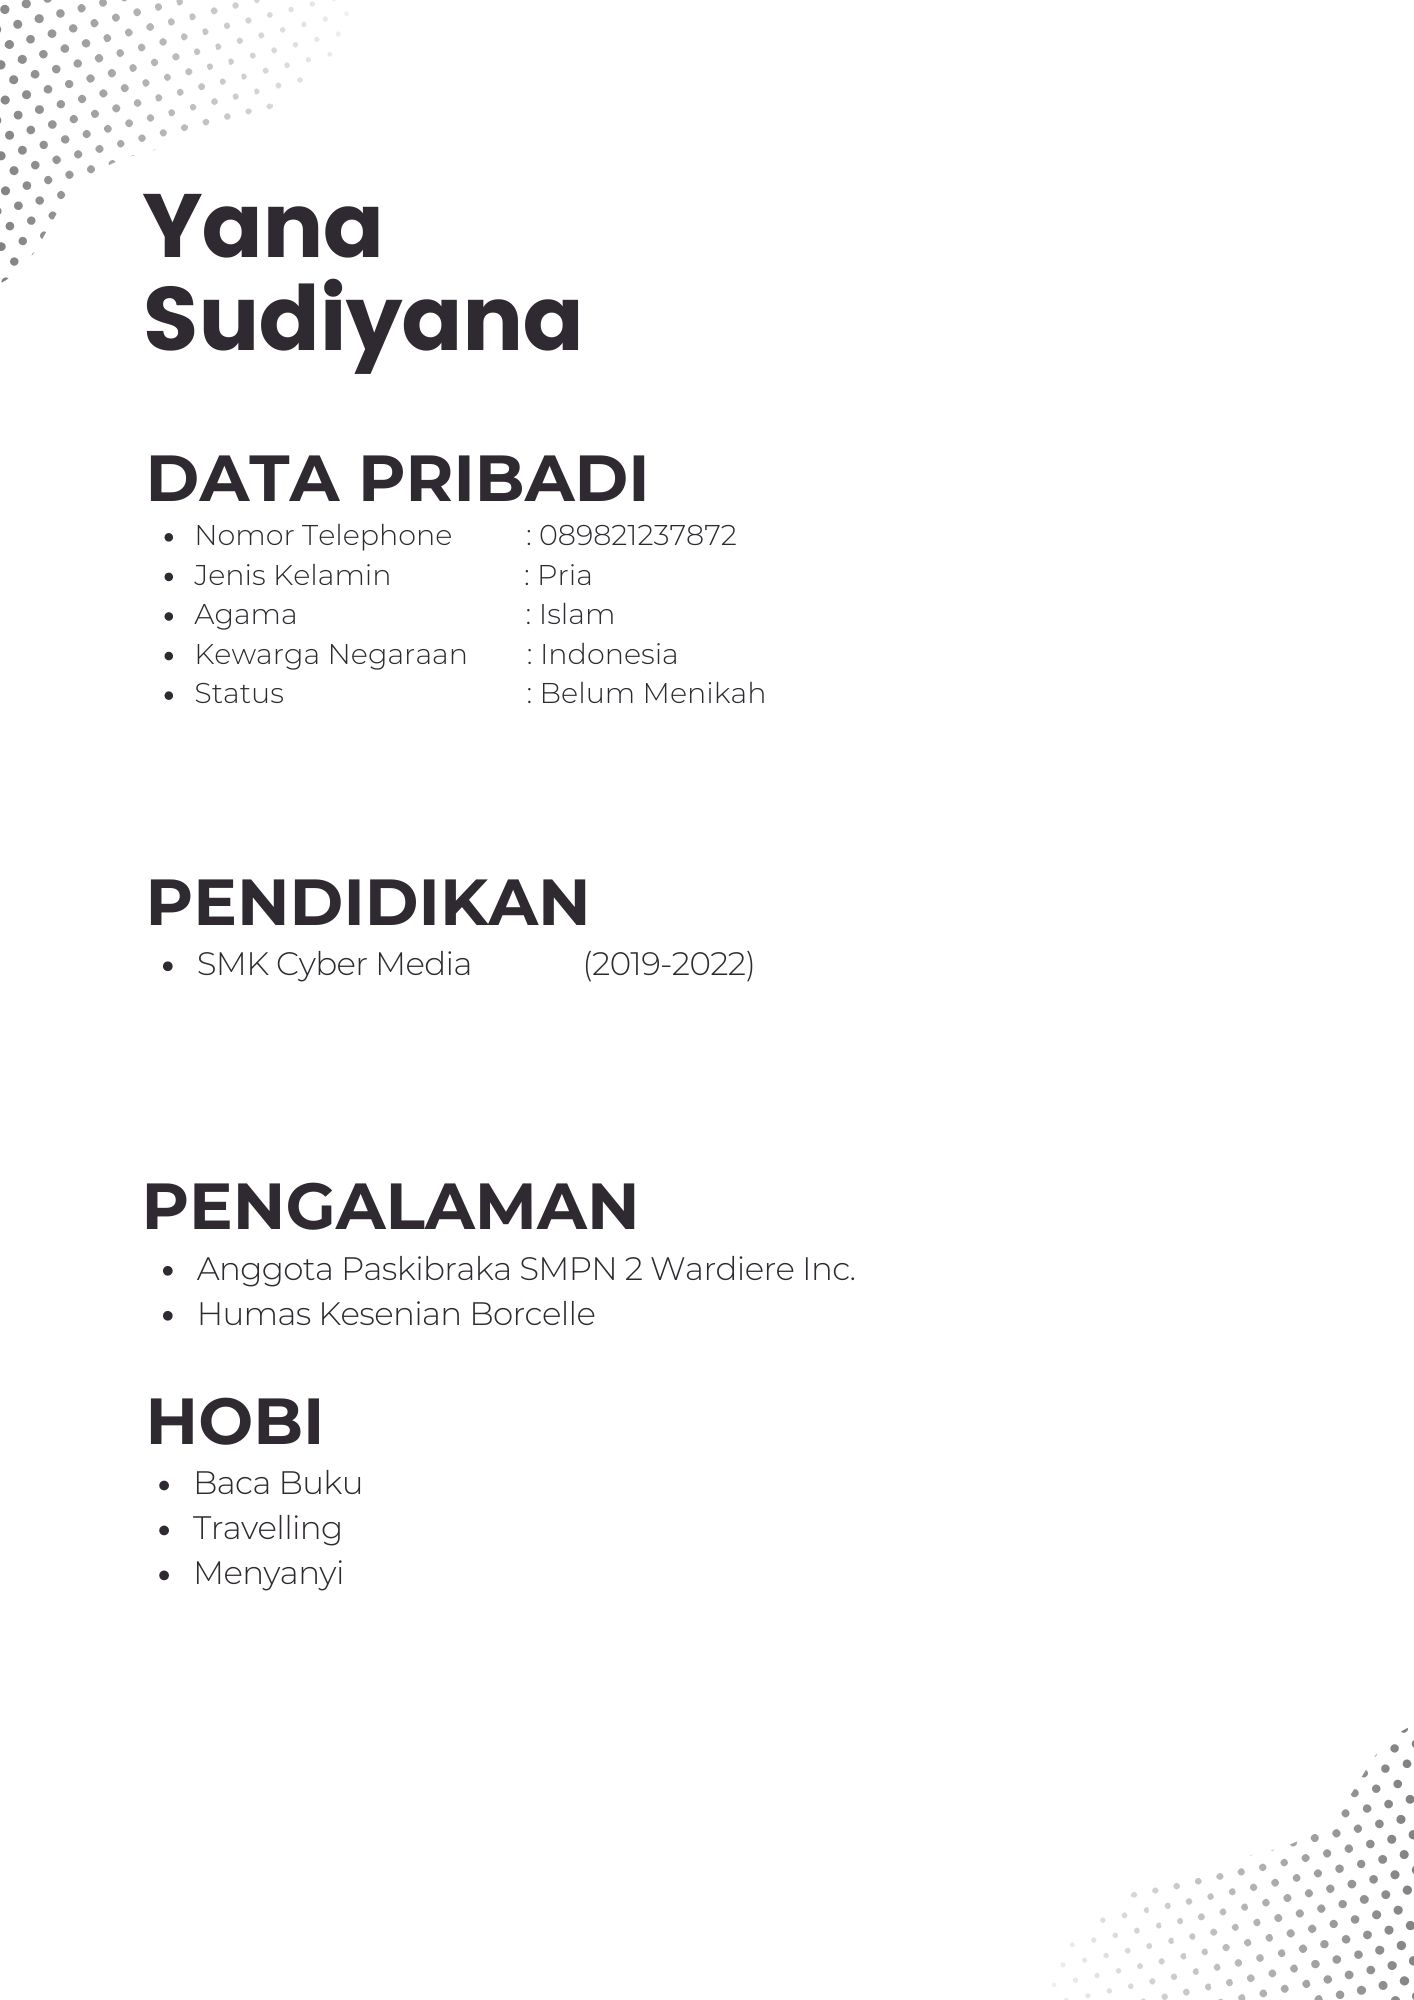 Yana
Sudiyana
DATA PRIBADI
• Nomor Telephone : 089821237872
• Jenis Kelamin : Pria
• Agama : Islam
• Kewarga Negaraan : Indonesia
• Status : Belum Menikah
PENDIDIKAN
• SMK Cyber Media (2019-2022)
PENGALAMAN
• Anggota Paskibraka SMPN 2 Wardiere Inc.
• Humas Kesenian Borcelle
HOBI
• Baca Buku
• Travelling
• Menyanyi